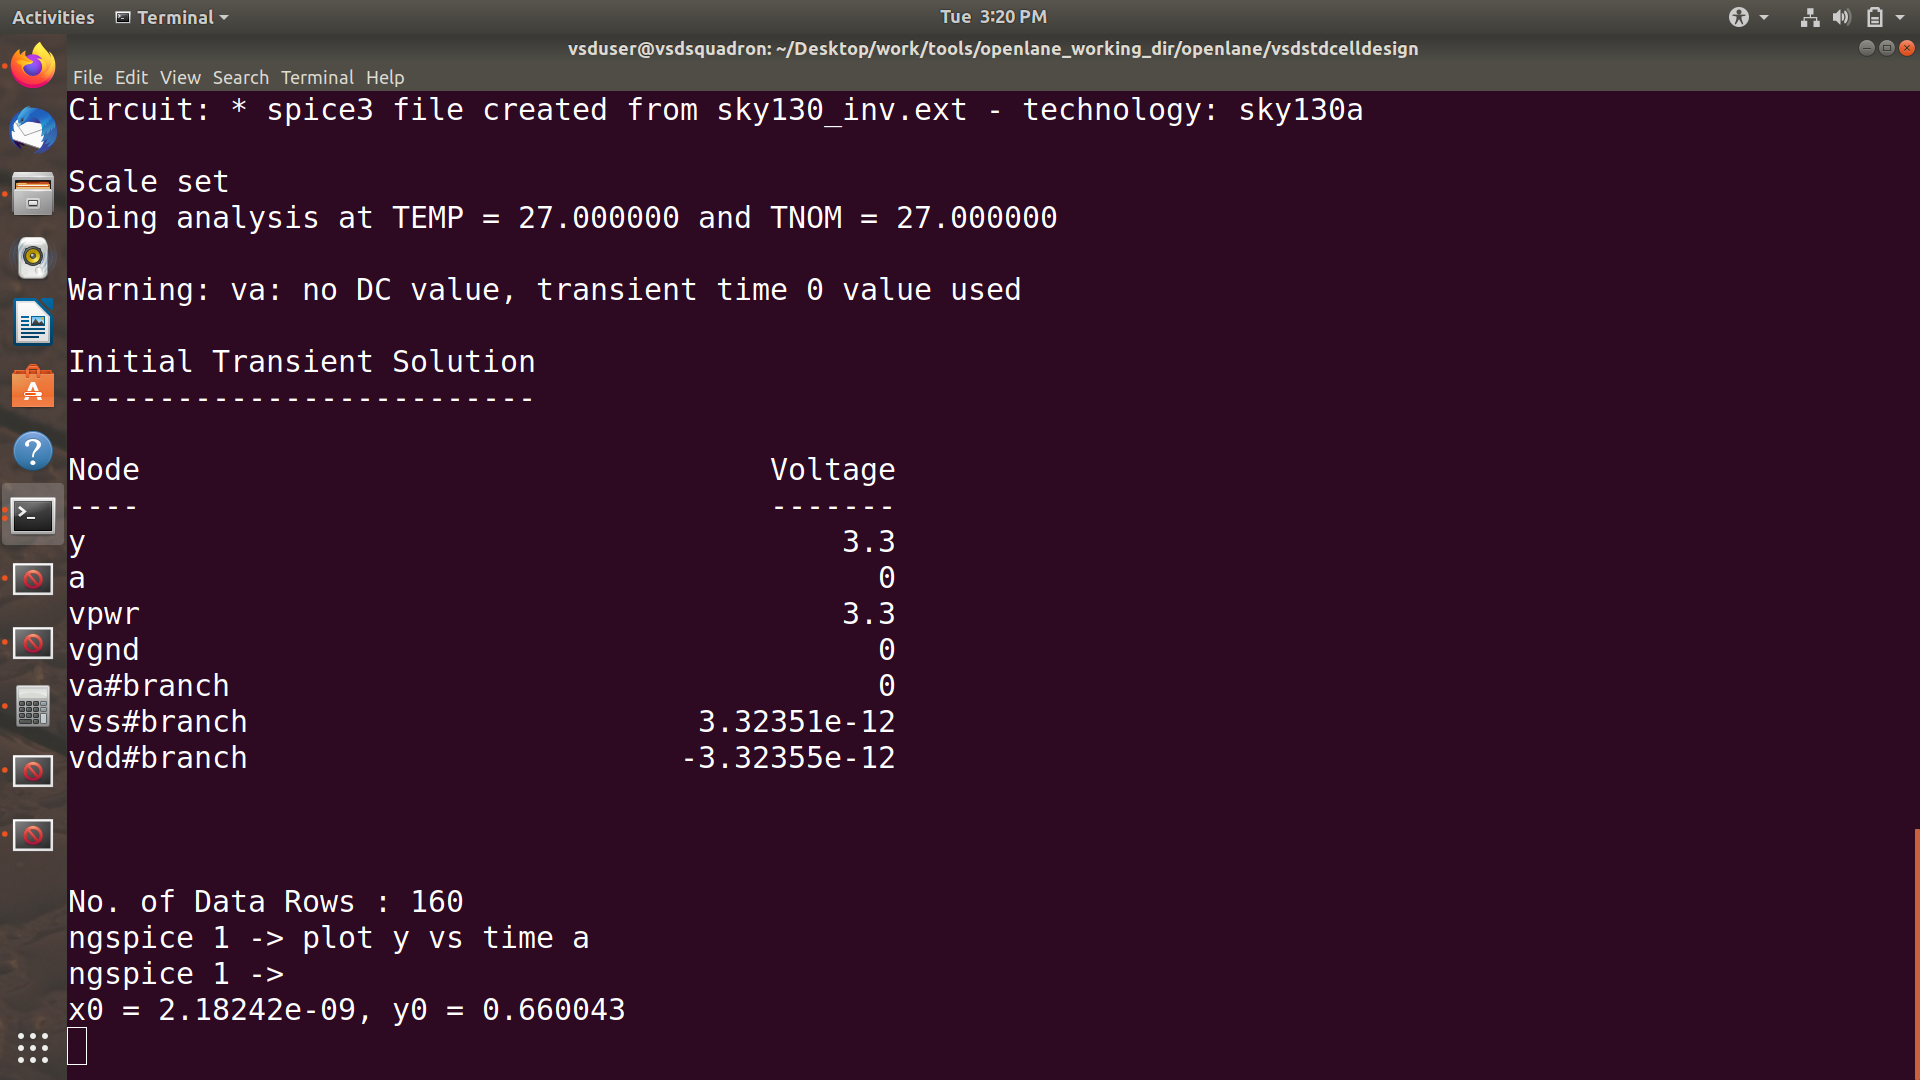 Activities Terminal Tue 3:20 PM
vsduser@vsdsquadron: ~/Desktop/work/tools/openlane_working_dir/openlane/vsdstdcelldesign
File Edit View Search Terminal Help
Circuit: * spice3 file created from sky130_inv.ext - technology: sky130a
Scale set
Doing analysis at TEMP = 27.000000 and TNOM = 27.000000
Warning: va: no DC value, transient time 0 value used
Initial Transient Solution
--------------------------
Node Voltage
---- -------
y 3.3
a 0
vpwr 3.3
vgnd 0
va#branch 0
vss#branch 3.32351e-12
vdd#branch -3.32355e-12
No. of Data Rows : 160
ngspice 1 -> plot y vs time a
ngspice 1 ->
x0 = 2.18242e-09, y0 = 0.660043